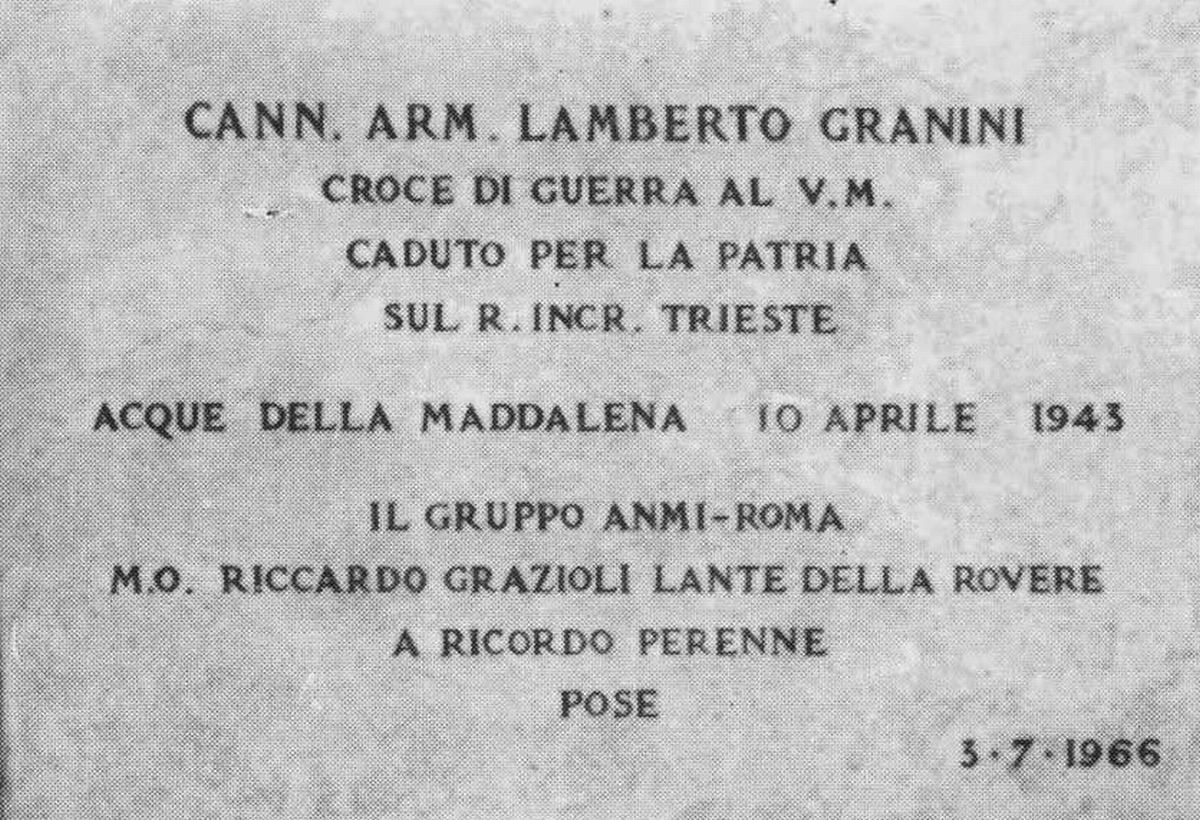 CANN. ARM. LAMBERTO GRANINI
CROCE DI GUERRA AL V.M.
CADUTO PER LA PATRIA
SUL R. INCR. TRIESTE
ACQUE DELLA MADDALENA 10 APRILE 1943
IL GRUPPO ANMI-ROMA
M.O. RICCARDO GRAZIOLI LANTE DELLA ROVERE
A RICORDO PERENNE
POSE
3·7·1966